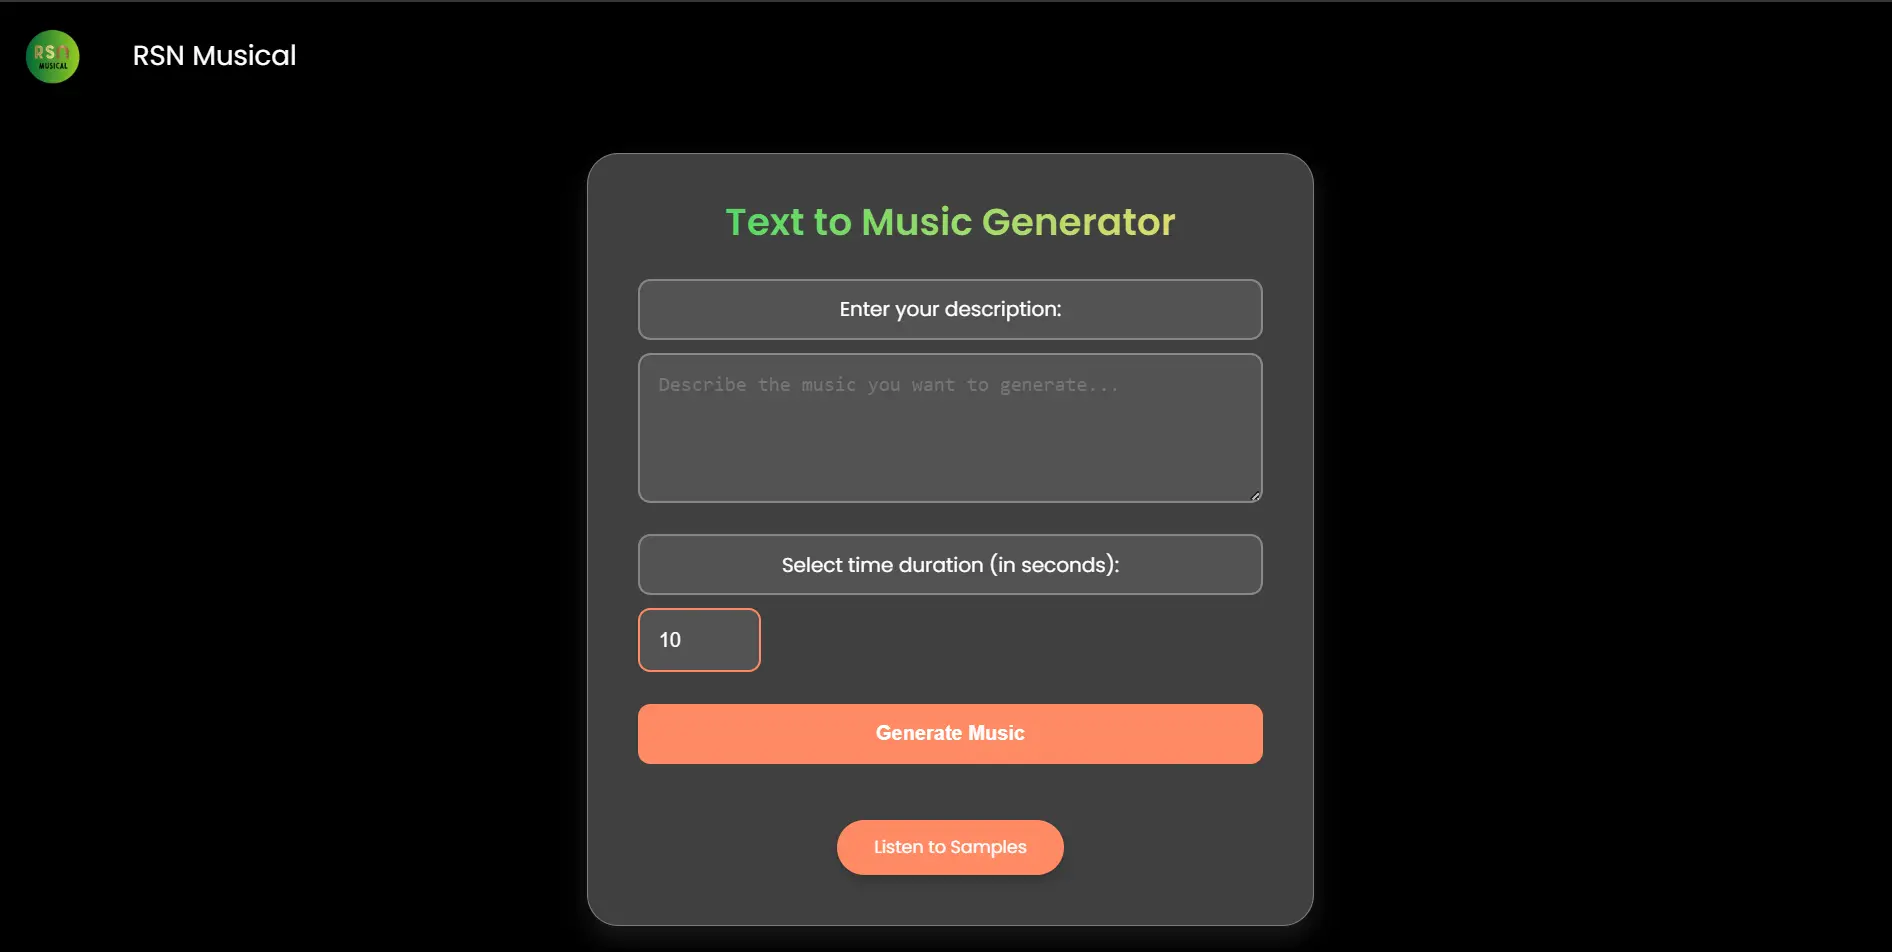 RSN
MUSICAL
RSN Musical
Text to Music Generator
Enter your description:
Describe the music you want to generate...
Select time duration (in seconds):
10
Generate Music
Listen to Samples